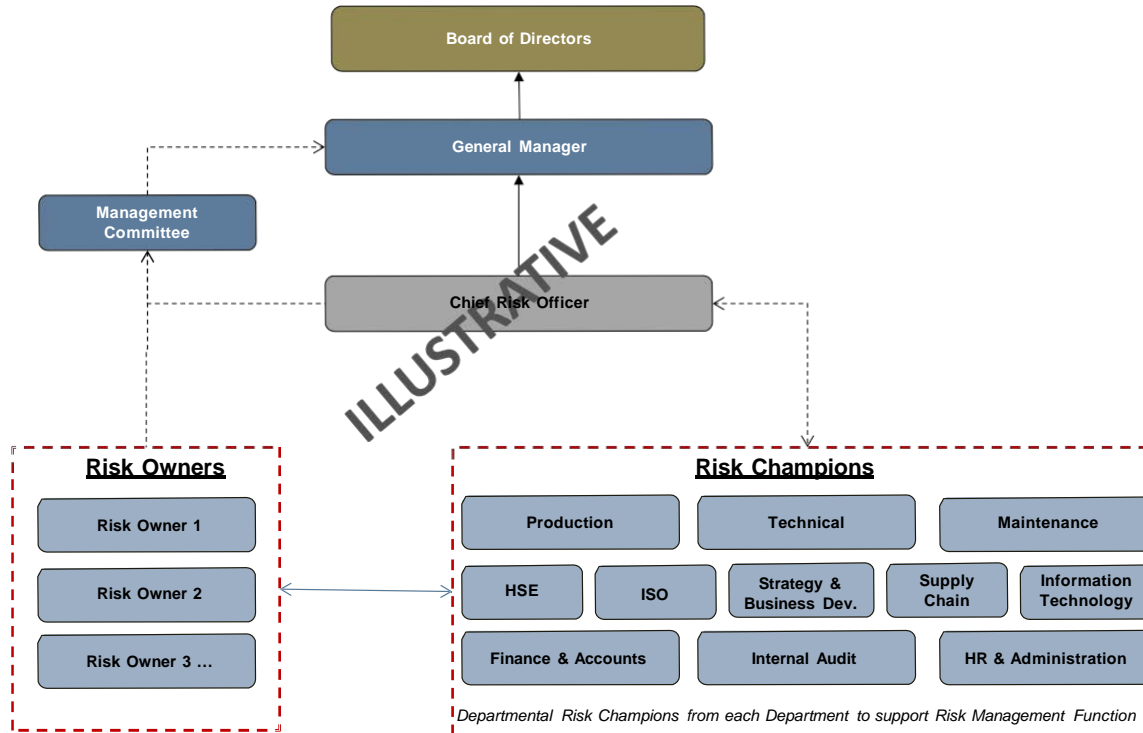 Board of Directors
General Manager
Management
Committee
Chief Risk Officer
ILLUSTRATIVE
Risk Owners
Risk Owner 1
Risk Owner 2
Risk Owner 3 ...
Risk Champions
Production
Technical
Maintenance
HSE
ISO
Strategy &
Business Dev.
Supply
Chain
Information
Technology
Finance & Accounts
Internal Audit
HR & Administration
Departmental Risk Champions from each Department to support Risk Management Function